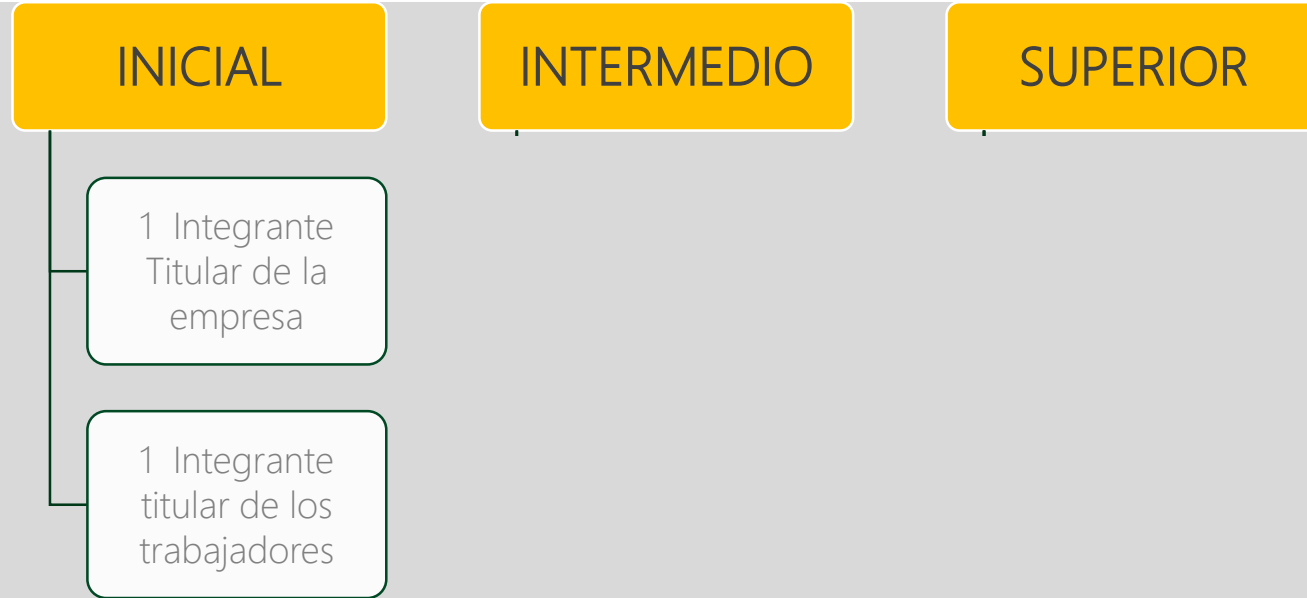 INICIAL
INTERMEDIO
SUPERIOR
1 Integrante
Titular de la
empresa
1 Integrante
titular de los
trabajadores